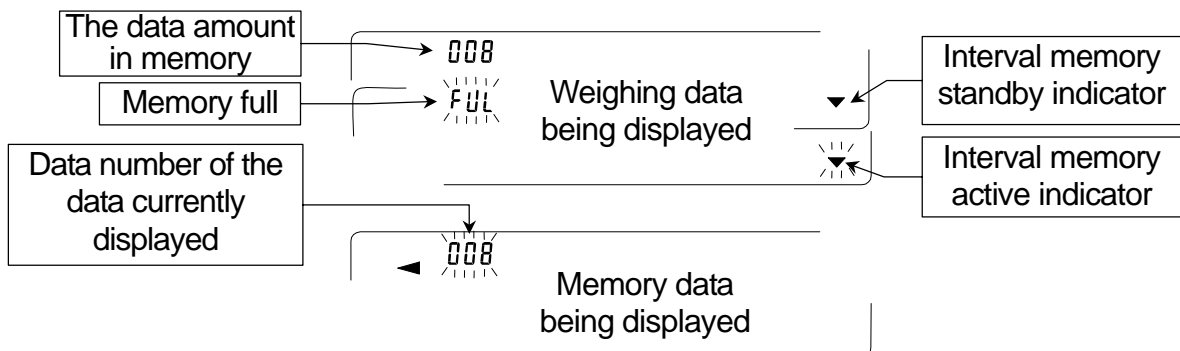 The data amount
in memory
008
Memory full
FUL
Weighing data
being displayed
Interval memory
standby indicator
Interval memory
active indicator
Data number of the
data currently
displayed
008
Memory data
being displayed